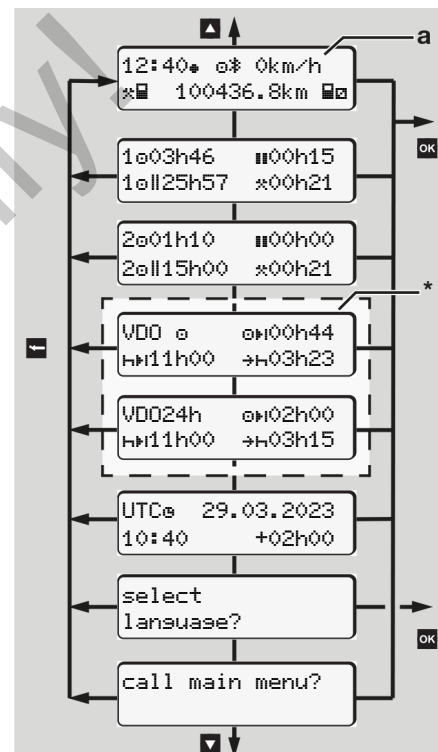 a
12:40 0km/h
100436.8km
OK
1 03h46 00h15
1 25h57 00h21
2 01h10 00h00
2 15h00 00h21
*
VDO 00h44
11h00 03h23
VDO24h 02h00
11h00 03h15
UTC 29.03.2023
10:40 +02h00
select
language?
OK
call main menu?